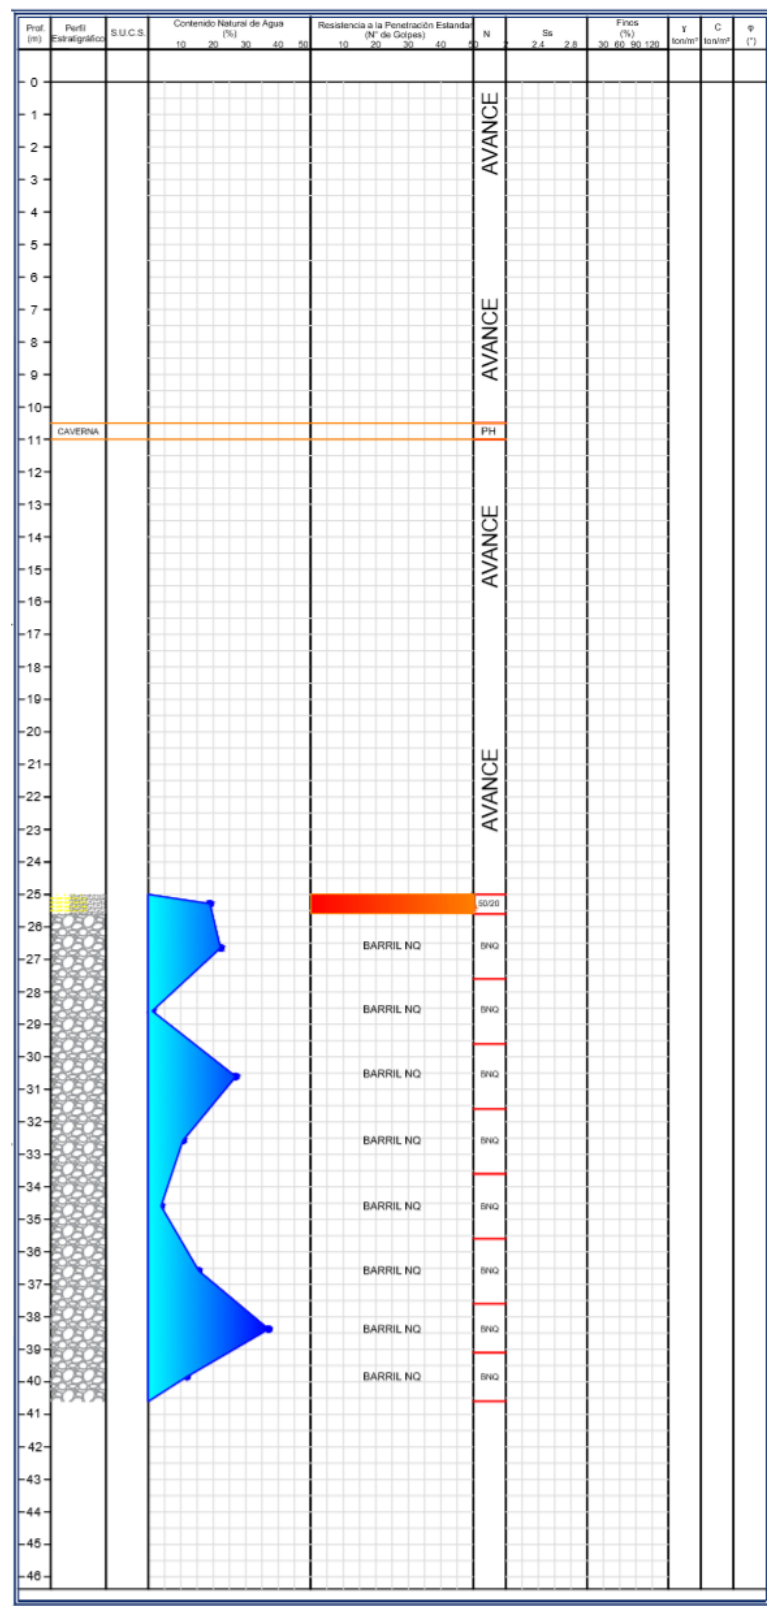 Prof.
(m)
Perfil
Estratigráfico
S.U.C.S.
Contenido Natural de Agua
(%)
10 20 30 40 50
Resistencia a la Penetración Estandar
(N° de Golpes)
10 20 30 40 50
N
2
Ss
2.4 2.8
Finos
(%)
30 60 90 120
γ
ton/m³
C
ton/m²
φ
(°)
0
1
AVANCE
2
3
4
5
6
7
AVANCE
8
9
10
CAVERNA PH
11
12
13
AVANCE
14
15
16
17
18
19
20
21
AVANCE
22
23
24
25
50/20
26
BARRIL NQ BNQ
27
28
BARRIL NQ BNQ
29
30
BARRIL NQ BNQ
31
32
BARRIL NQ BNQ
33
34
BARRIL NQ BNQ
35
36
BARRIL NQ BNQ
37
38
BARRIL NQ BNQ
39
BARRIL NQ BNQ
40
41
42
43
44
45
46